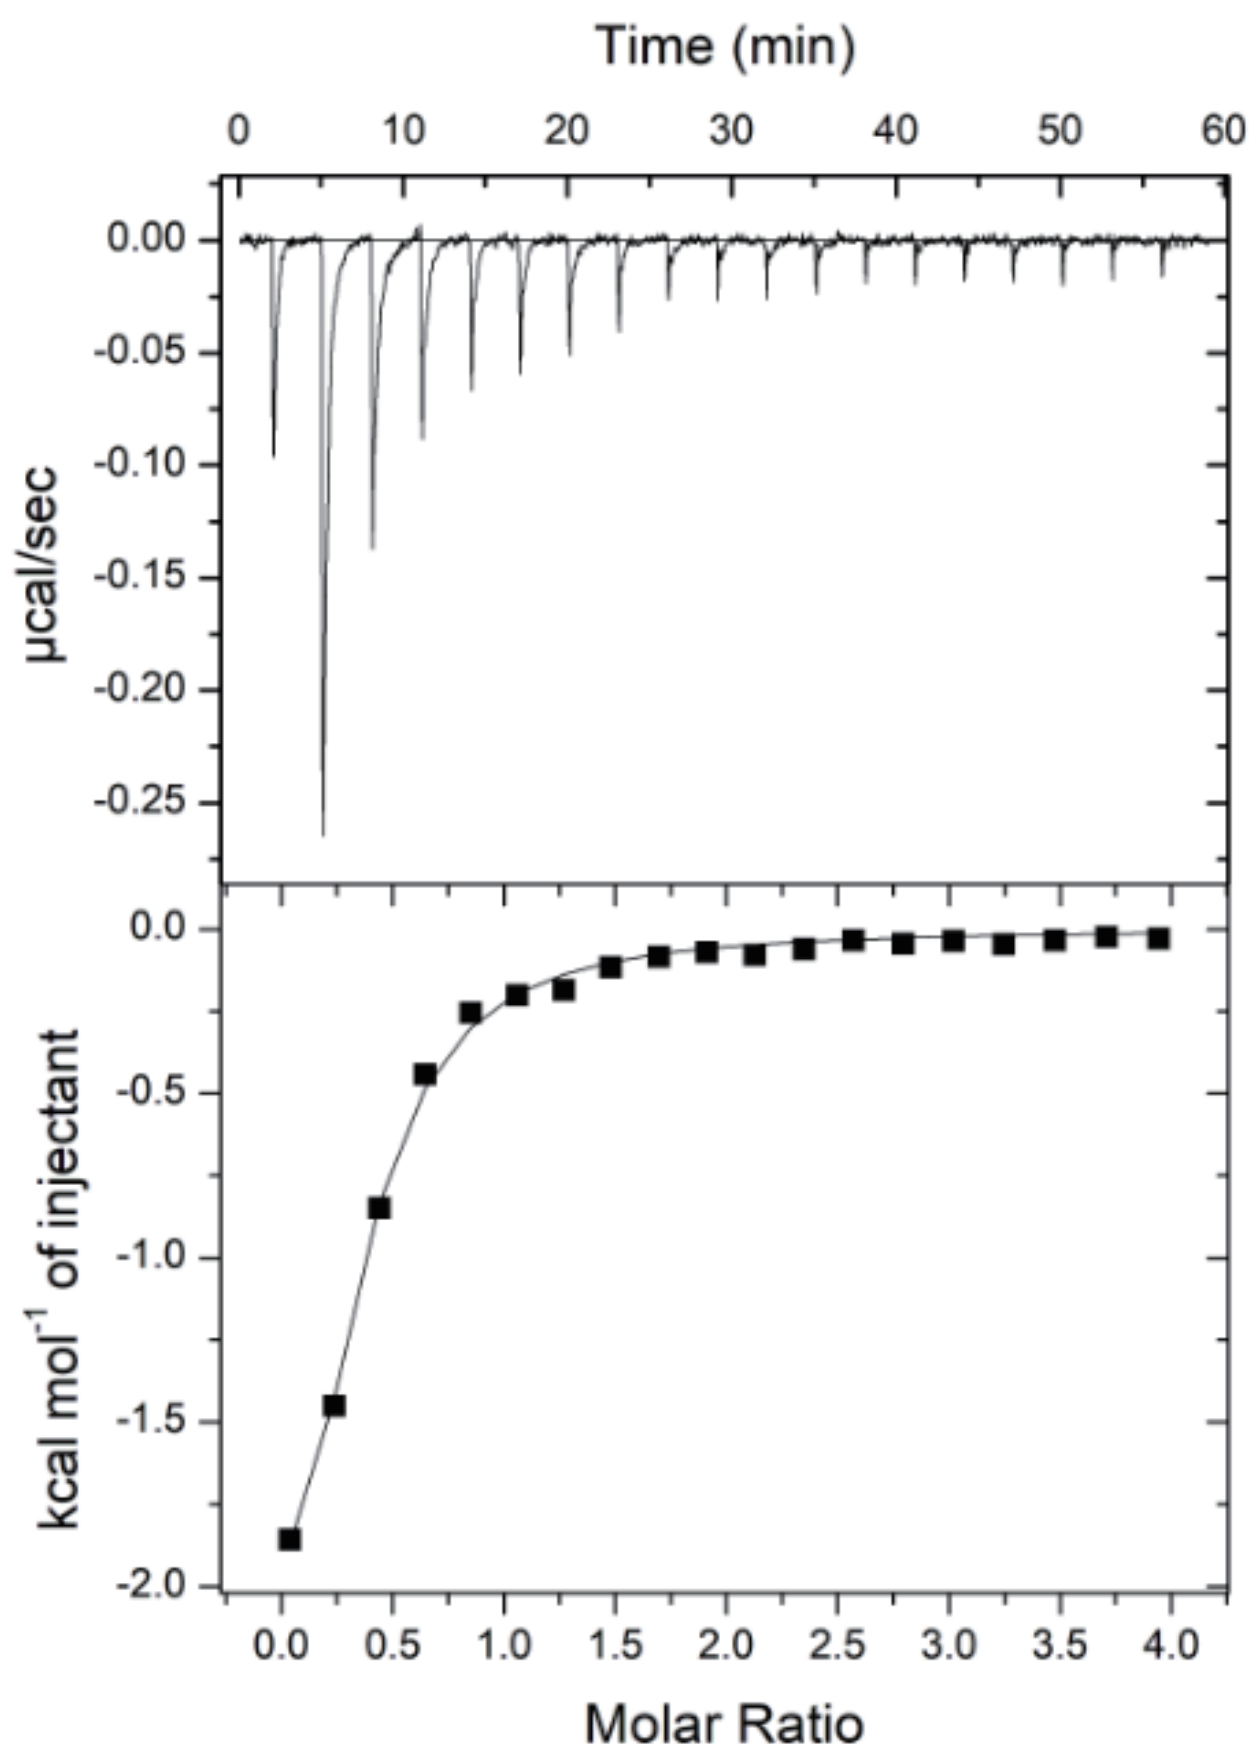 Time (min)
0 10 20 30 40 50 60
0.00
-0.05
-0.10
-0.15
-0.20
-0.25
µcal/sec
0.0
-0.5
-1.0
-1.5
-2.0
kcal mol⁻¹ of injectant
0.0 0.5 1.0 1.5 2.0 2.5 3.0 3.5 4.0
Molar Ratio